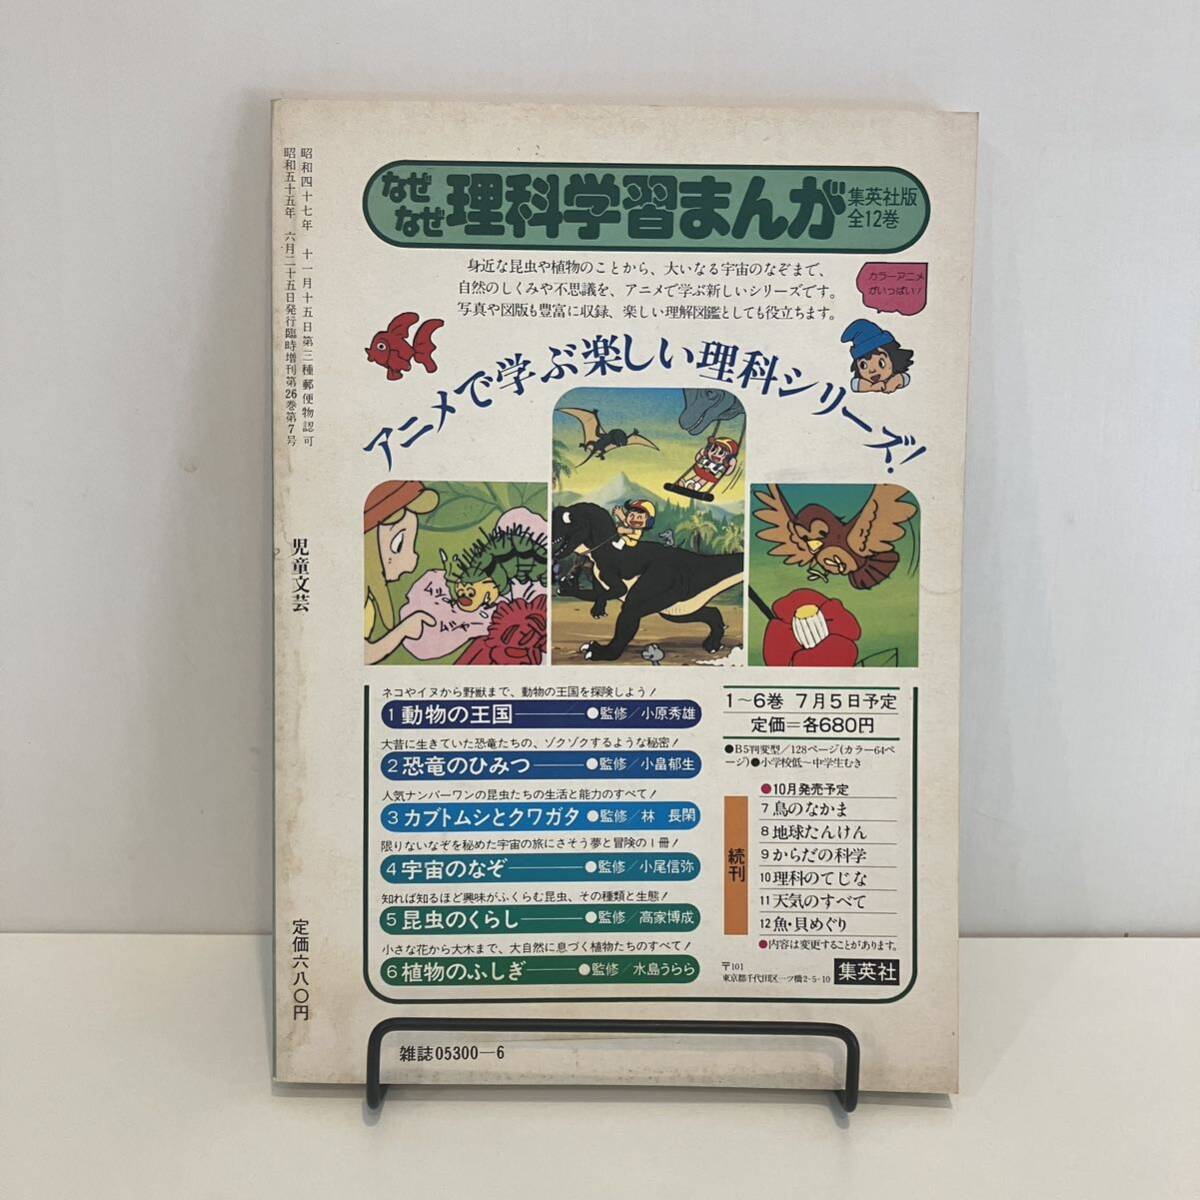 昭和四十七年 十一月十五日第三種郵便物認可
昭和五十五年 六月二十五日発行臨時増刊第26巻第7号
児童文芸
定価六八〇円
なぜなぜ理科学習まんが
集英社版
全12巻
身近な昆虫や植物のことから、大いなる宇宙のなぞまで、
自然のしくみや不思議を、アニメで学ぶ新しいシリーズです。
写真や図版も豊富に収録、楽しい理解図鑑としても役立ちます。
カラーアニメ
がいっぱい!
アニメで学ぶ楽しい理科シリーズ!
ムシャ
ネコやイヌから野獣まで、動物の王国を探険しよう!
1 動物の王国 ●監修/小原秀雄
大昔に生きていた恐竜たちの、ゾクゾクするような秘密!
2 恐竜のひみつ ●監修/小畠郁生
人気ナンバーワンの昆虫たちの生活と能力のすべて!
3 カブトムシとクワガタ ●監修/林 長閑
限りないなぞを秘めた宇宙の旅にさそう夢と冒険の1冊!
4 宇宙のなぞ ●監修/小尾信弥
知れば知るほど興味がふくらむ昆虫、その種類と生態!
5 昆虫のくらし ●監修/高家博成
小さな花から大木まで、大自然に息づく植物たちのすべて!
6 植物のふしぎ ●監修/水島うらら
1〜6巻 7月5日予定
定価=各680円
●B5判変型/128ページ(カラー64ペ
ージ)●小学校低〜中学生むき
続刊
●10月発売予定
7 鳥のなかま
8 地球たんけん
9 からだの科学
10 理科のてじな
11 天気のすべて
12 魚・貝めぐり
●内容は変更することがあります。
〒101
東京都千代田区一ツ橋2-5-10
集英社
雑誌05300-6